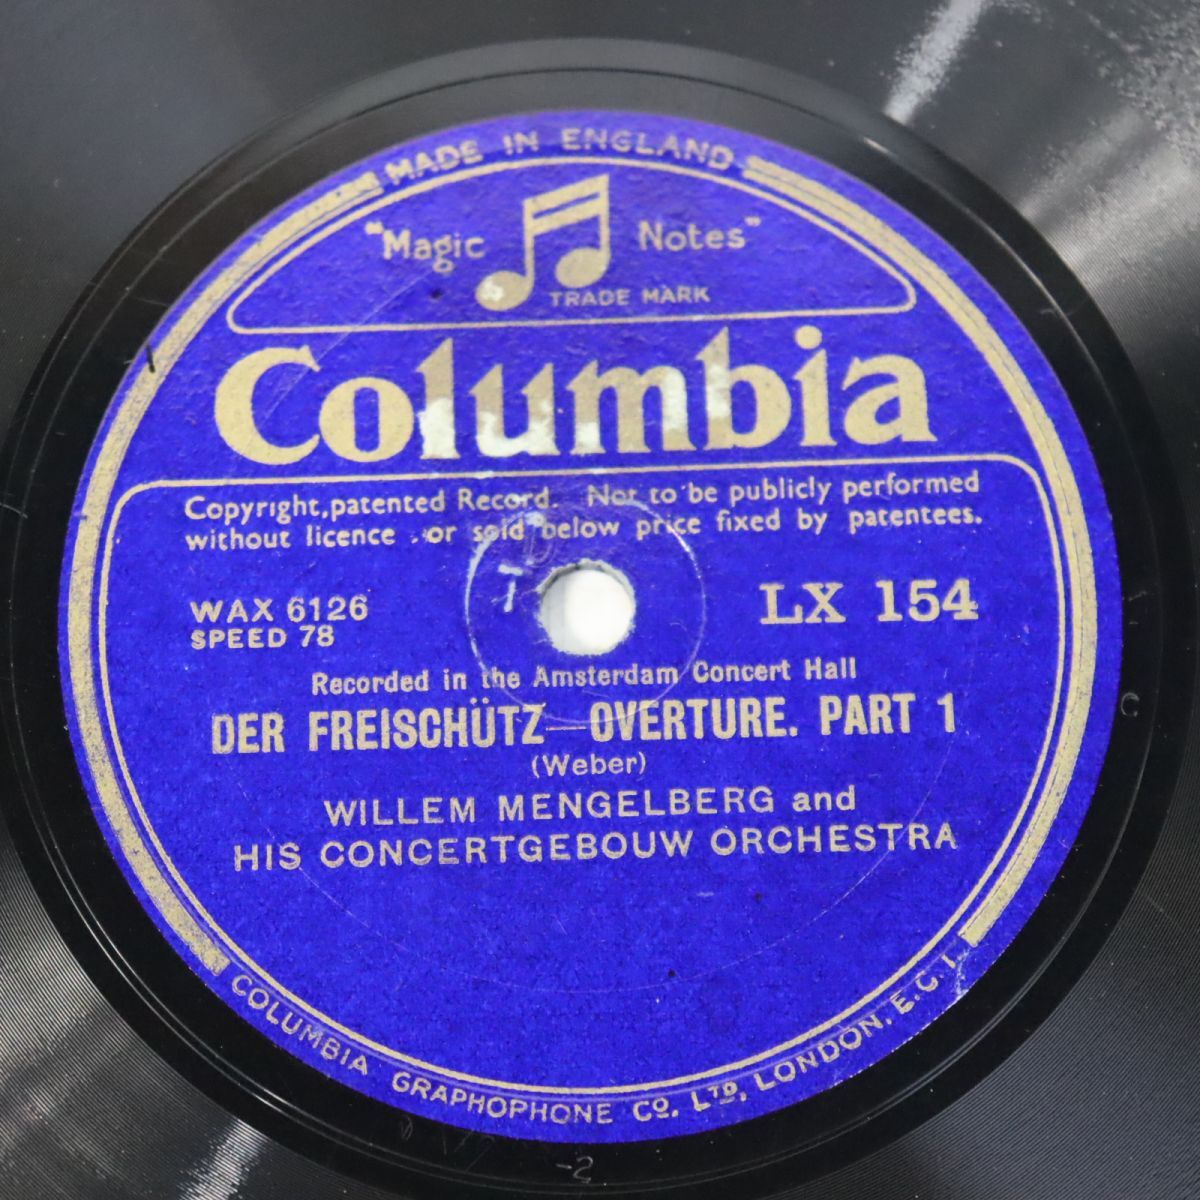 MADE IN ENGLAND
"Magic Notes"
TRADE MARK
Columbia
Copyright, patented Record. Not to be publicly performed
without licence or sold below price fixed by patentees.
WAX 6126
SPEED 78
LX 154
Recorded in the Amsterdam Concert Hall
DER FREISCHÜTZ—OVERTURE. PART 1
(Weber)
WILLEM MENGELBERG and
HIS CONCERTGEBOUW ORCHESTRA
COLUMBIA GRAPHOPHONE Co. LTD. LONDON. E.C.1.
-2
C